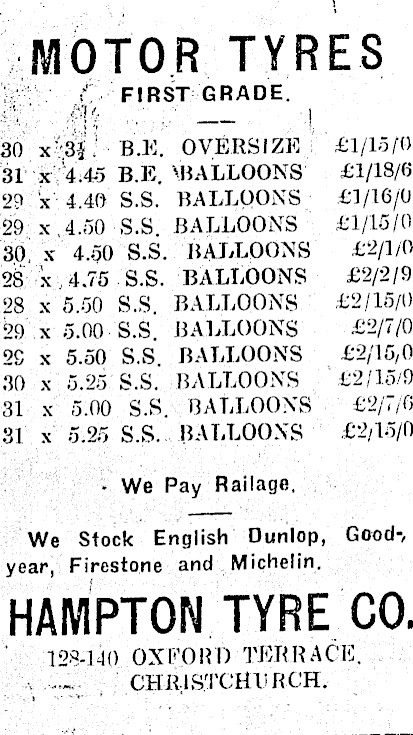 MOTOR TYRES
FIRST GRADE.
30 x 3½ B.E. OVERSIZE £1/15/0
31 x 4.45 B.E. BALLOONS £1/18/6
29 x 4.40 S.S. BALLOONS £1/16/0
29 x 4.50 S.S. BALLOONS £1/15/0
30 x 4.50 S.S. BALLOONS £2/1/0
28 x 4.75 S.S. BALLOONS £2/2/9
28 x 5.50 S.S. BALLOONS £2/15/0
29 x 5.00 S.S. BALLOONS £2/7/0
29 x 5.50 S.S. BALLOONS £2/15/0
30 x 5.25 S.S. BALLOONS £2/15/9
31 x 5.00 S.S. BALLOONS £2/7/6
31 x 5.25 S.S. BALLOONS £2/15/0
We Pay Railage.
We Stock English Dunlop, Good-
year, Firestone and Michelin.
HAMPTON TYRE CO.
128-140 OXFORD TERRACE,
CHRISTCHURCH.